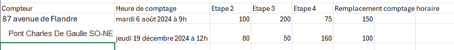 Compteur Heure de comptage Etape 2 Etape 3 Etape 4 Remplacement comptage horaire
87 avenue de Flandre mardi 6 août 2024 à 9h 100 200 75 150
Pont Charles De Gaulle SO-NE jeudi 19 décembre 2024 à 12h 80 50 160 100